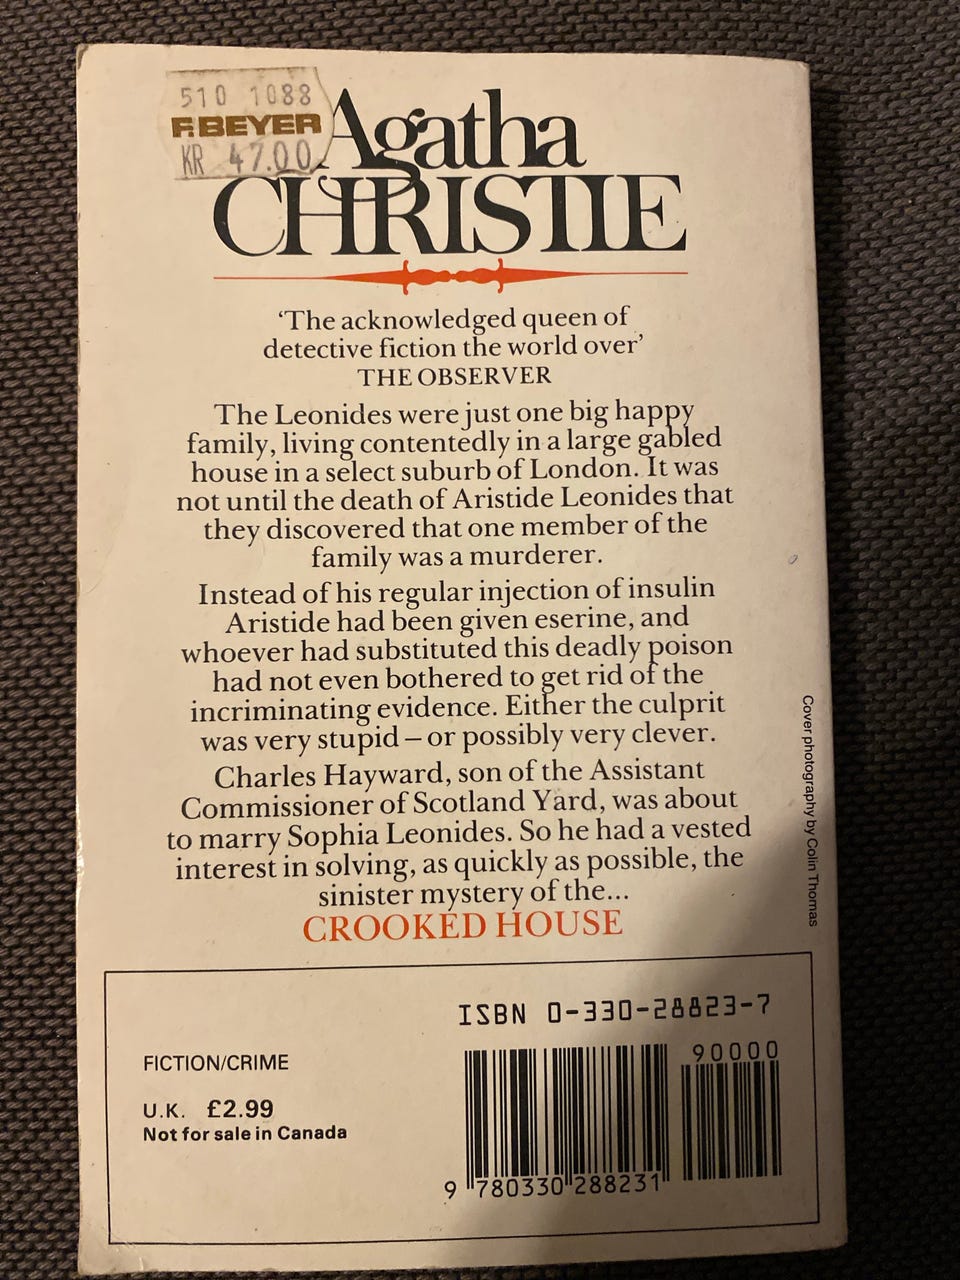 510 1088
F.BEYER
KR 47.00
Agatha
CHRISTIE
‘The acknowledged queen of
detective fiction the world over’
THE OBSERVER
The Leonides were just one big happy
family, living contentedly in a large gabled
house in a select suburb of London. It was
not until the death of Aristide Leonides that
they discovered that one member of the
family was a murderer.
Instead of his regular injection of insulin
Aristide had been given eserine, and
whoever had substituted this deadly poison
had not even bothered to get rid of the
incriminating evidence. Either the culprit
was very stupid – or possibly very clever.
Charles Hayward, son of the Assistant
Commissioner of Scotland Yard, was about
to marry Sophia Leonides. So he had a vested
interest in solving, as quickly as possible, the
sinister mystery of the...
CROOKED HOUSE
Cover photography by Colin Thomas
ISBN 0-330-28823-7
90000
FICTION/CRIME
U.K. £2.99
Not for sale in Canada
9 780330 288231